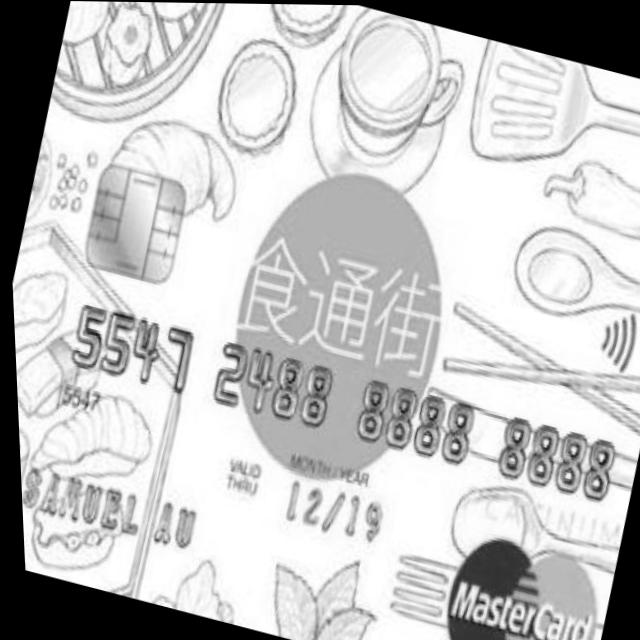 食通街
5547 2488 8888 8888
5547
VALID THRU
MONTH / YEAR
12/19
SAMUEL AU
MasterCard